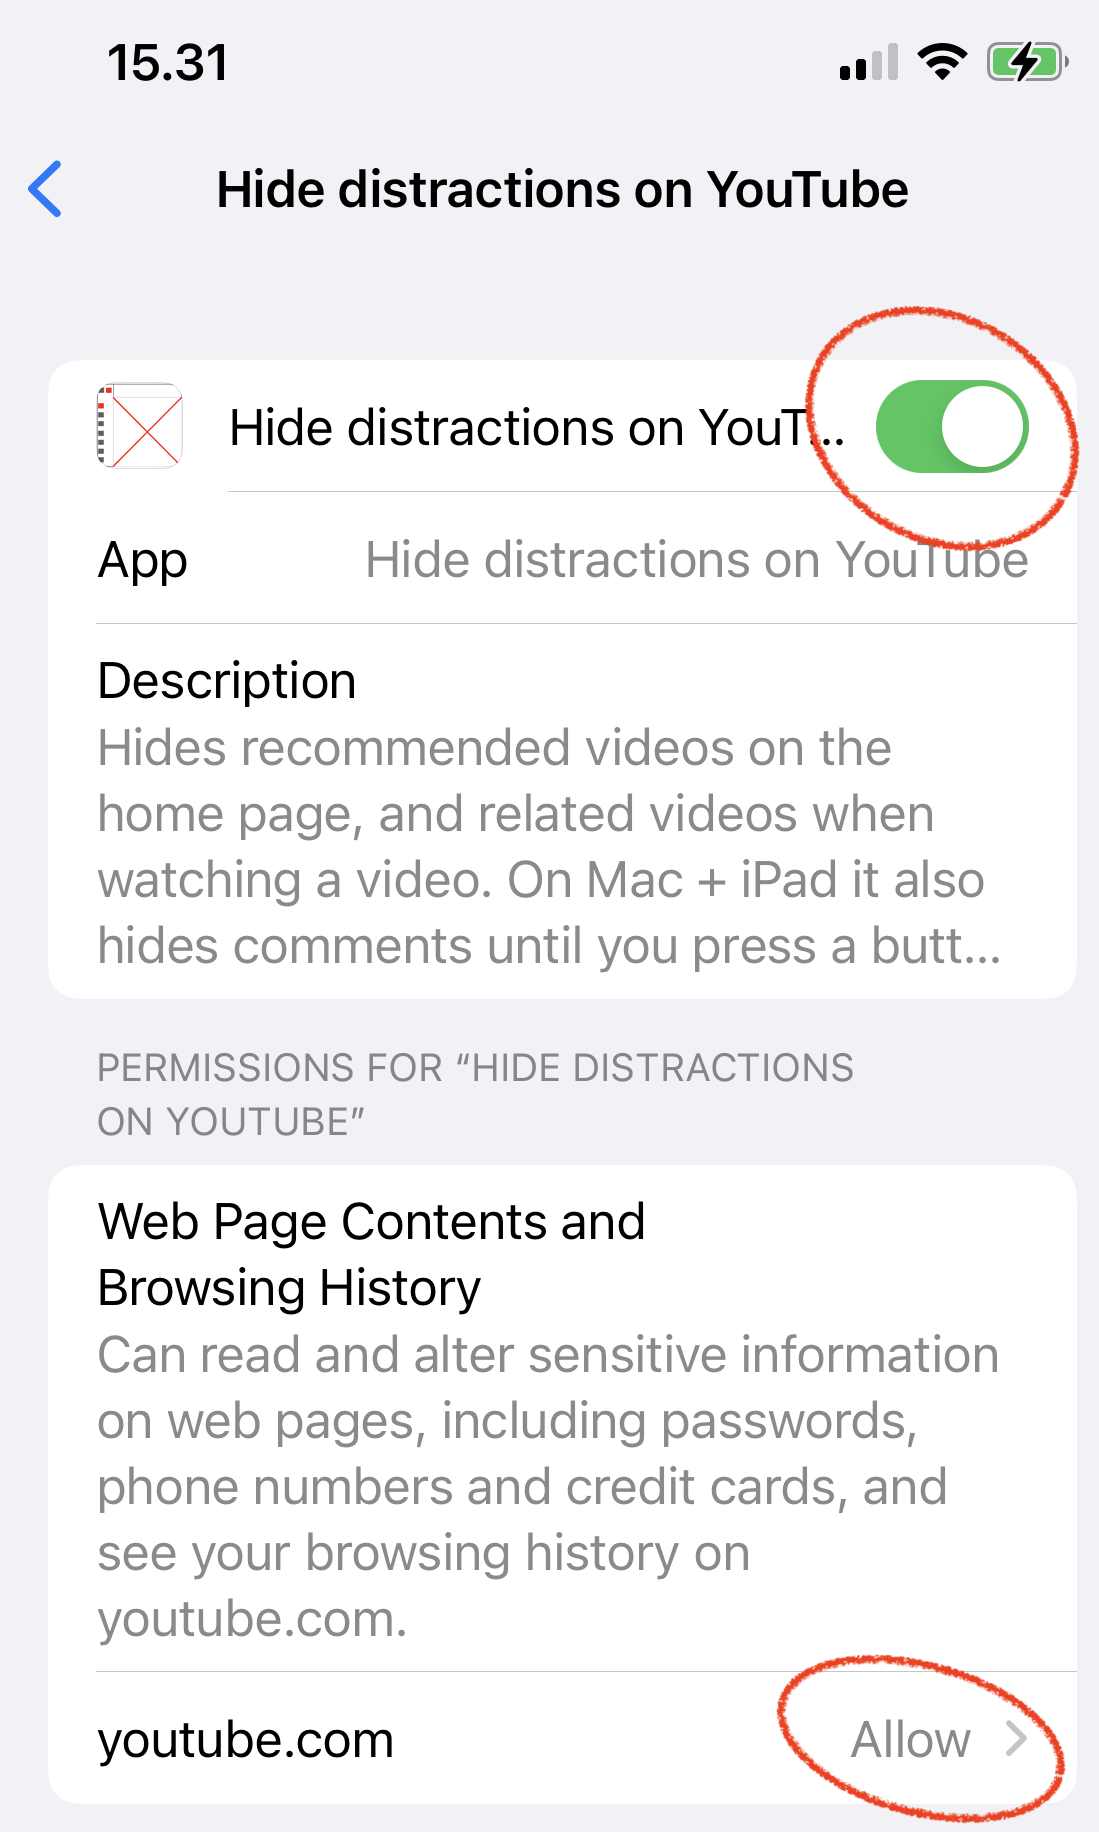 15.31
Hide distractions on YouTube
Hide distractions on YouT...
App
Hide distractions on YouTube
Description
Hides recommended videos on the
home page, and related videos when
watching a video. On Mac + iPad it also
hides comments until you press a butt...
PERMISSIONS FOR “HIDE DISTRACTIONS
ON YOUTUBE”
Web Page Contents and
Browsing History
Can read and alter sensitive information
on web pages, including passwords,
phone numbers and credit cards, and
see your browsing history on
youtube.com.
youtube.com
Allow